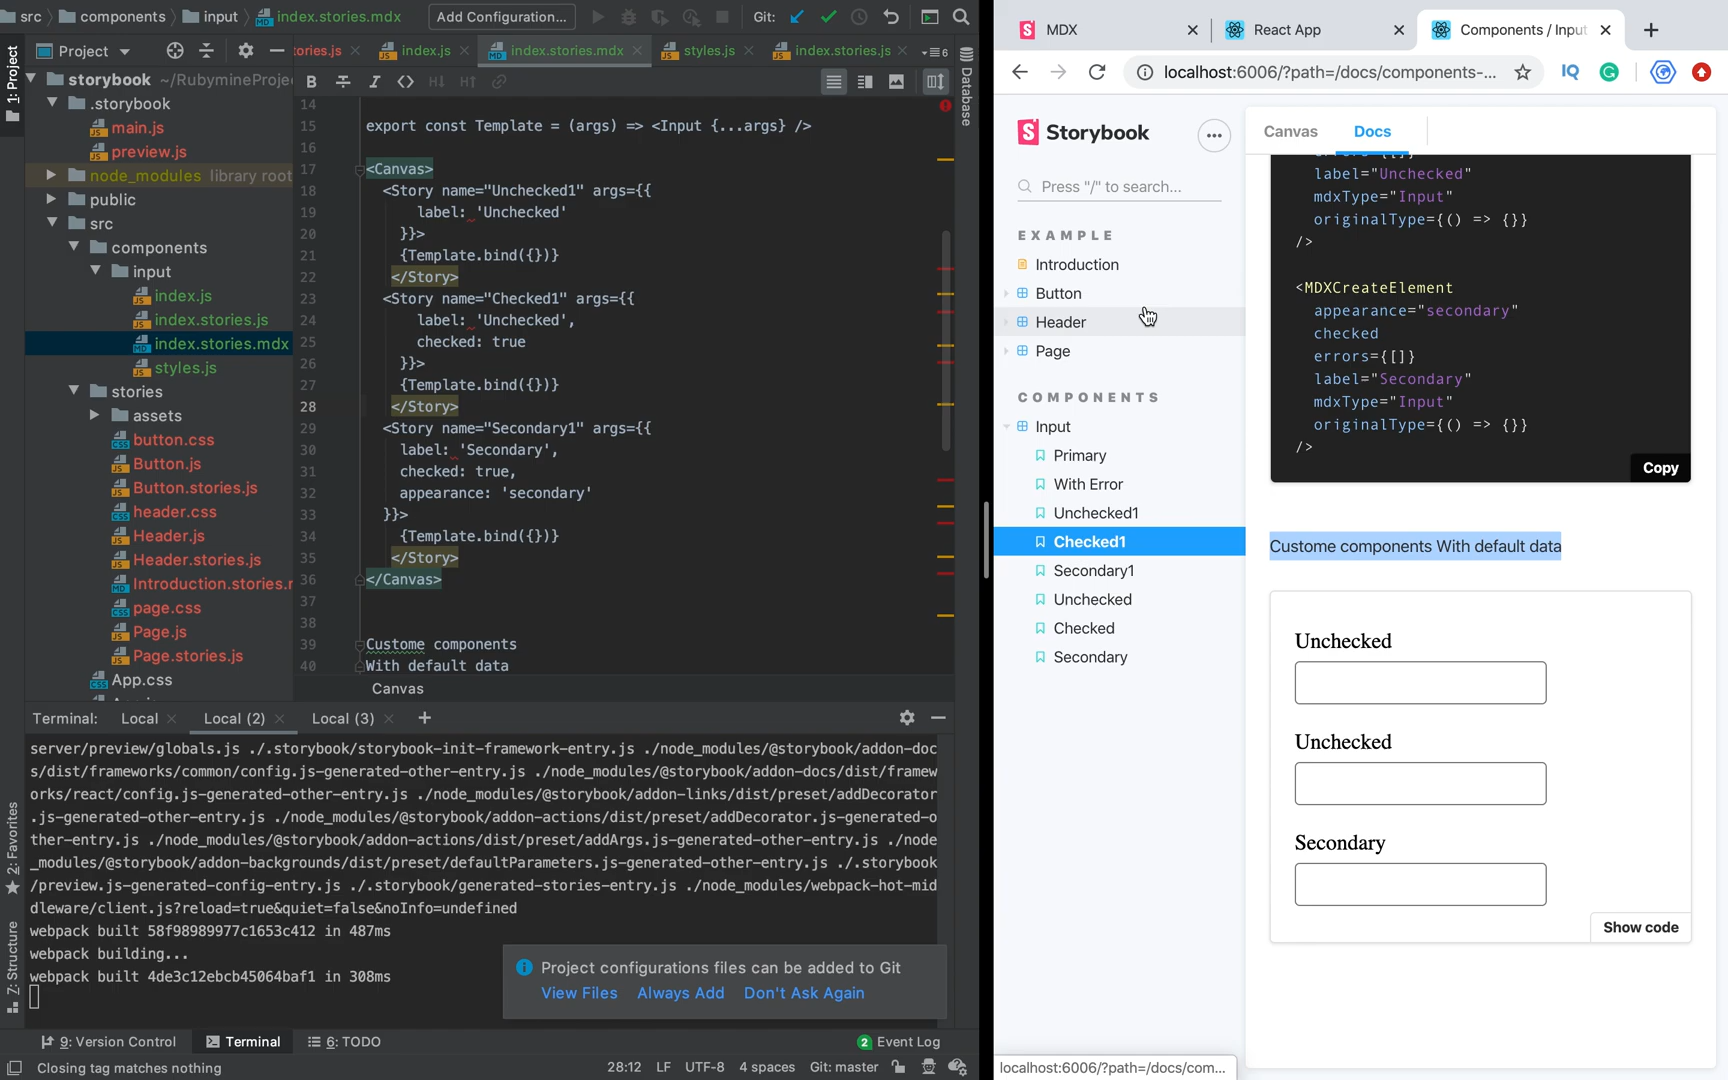 src
components
input
index.stories.mdx
Add Configuration...
Git:
1: Project
Project
tories.js
index.js
index.stories.mdx
styles.js
index.stories.js
6
Database
storybook ~/RubymineProje
.storybook
main.js
preview.js
node_modules library root
public
src
components
input
index.js
index.stories.js
index.stories.mdx
styles.js
stories
assets
button.css
Button.js
Button.stories.js
header.css
Header.js
Header.stories.js
Introduction.stories.r
page.css
Page.js
Page.stories.js
App.css
14
15 export const Template = (args) => <Input {...args} />
16
17 <Canvas>
18 <Story name="Unchecked1" args={{
19 label: 'Unchecked'
20 }}>
21 {Template.bind({})}
22 </Story>
23 <Story name="Checked1" args={{
24 label: 'Unchecked',
25 checked: true
26 }}>
27 {Template.bind({})}
28 </Story>
29 <Story name="Secondary1" args={{
30 label: 'Secondary',
31 checked: true,
32 appearance: 'secondary'
33 }}>
34 {Template.bind({})}
35 </Story>
36 </Canvas>
37
38
39 Custome components
40 With default data
Canvas
Terminal: Local Local (2) Local (3)
server/preview/globals.js ./.storybook/storybook-init-framework-entry.js ./node_modules/@storybook/addon-doc
s/dist/frameworks/common/config.js-generated-other-entry.js ./node_modules/@storybook/addon-docs/dist/framew
orks/react/config.js-generated-other-entry.js ./node_modules/@storybook/addon-links/dist/preset/addDecorator
.js-generated-other-entry.js ./node_modules/@storybook/addon-actions/dist/preset/addDecorator.js-generated-o
ther-entry.js ./node_modules/@storybook/addon-actions/dist/preset/addArgs.js-generated-other-entry.js ./node
_modules/@storybook/addon-backgrounds/dist/preset/defaultParameters.js-generated-other-entry.js ./.storybook
/preview.js-generated-config-entry.js ./.storybook/generated-stories-entry.js ./node_modules/webpack-hot-mid
dleware/client.js?reload=true&quiet=false&noInfo=undefined
webpack built 58f98989977c1653c412 in 487ms
webpack building...
webpack built 4de3c12ebcb45064baf1 in 308ms
Project configurations files can be added to Git
View Files Always Add Don't Ask Again
2: Favorites
Z: Structure
9: Version Control
Terminal
6: TODO
2 Event Log
Closing tag matches nothing
28:12 LF UTF-8 4 spaces Git: master
MDX
React App
Components / Input
localhost:6006/?path=/docs/components-...
IQ
Storybook
Press "/" to search...
EXAMPLE
Introduction
Button
Header
Page
COMPONENTS
Input
Primary
With Error
Unchecked1
Checked1
Secondary1
Unchecked
Checked
Secondary
localhost:6006/?path=/docs/com...
Canvas
Docs
label="Unchecked"
mdxType="Input"
originalType={() => {}}
/>
<MDXCreateElement
appearance="secondary"
checked
errors={[]}
label="Secondary"
mdxType="Input"
originalType={() => {}}
/>
Copy
Custome components With default data
Unchecked
Unchecked
Secondary
Show code